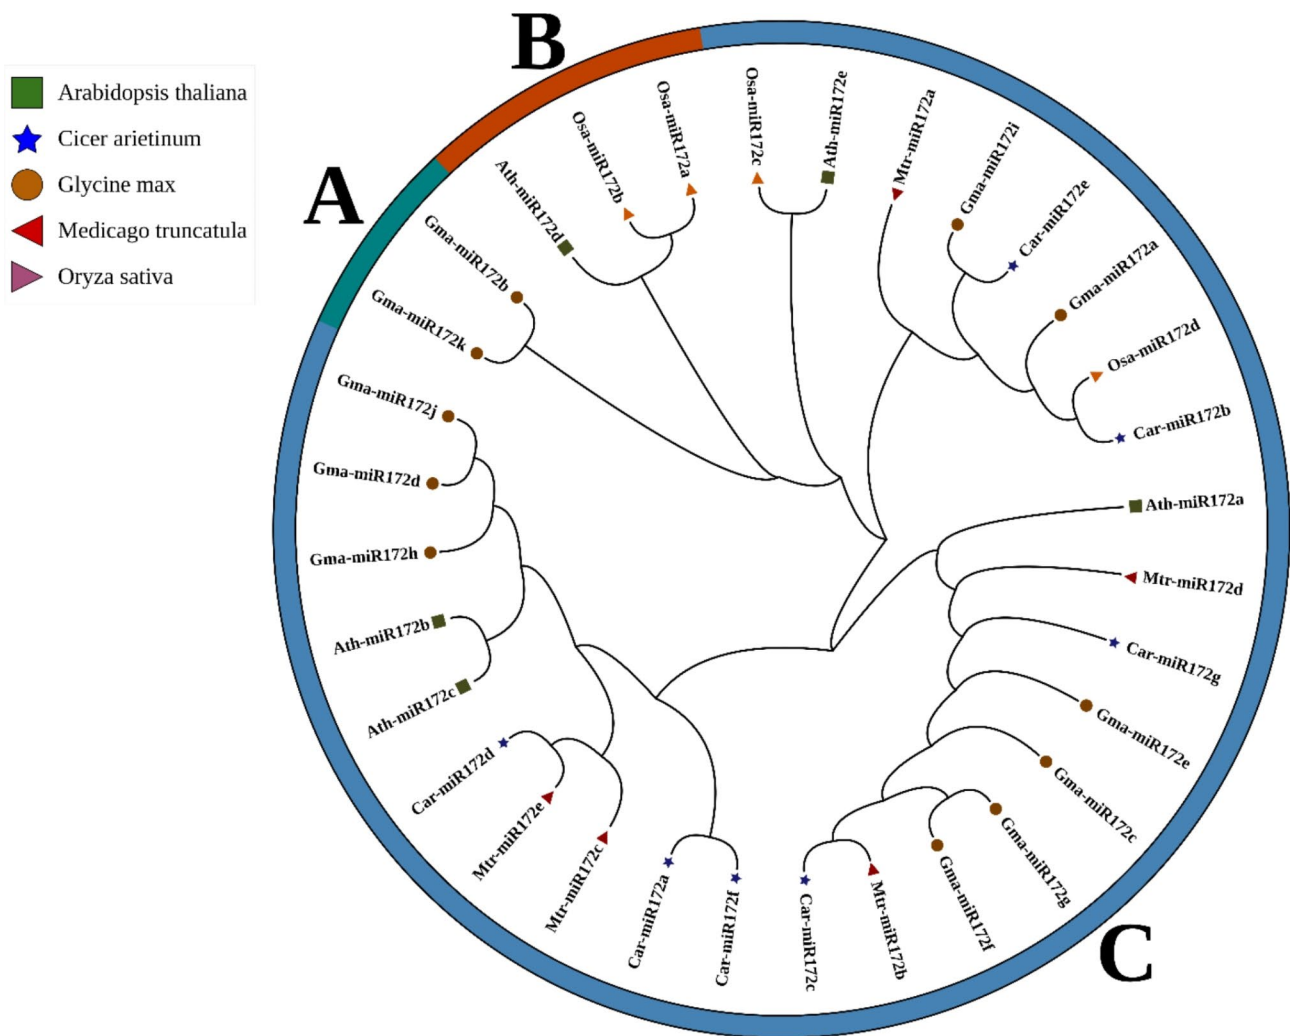 Arabidopsis thaliana
Cicer arietinum
Glycine max
Medicago truncatula
Oryza sativa
A
B
C
Gma-miR172k
Gma-miR172b
Ath-miR172d
Osa-miR172b
Osa-miR172a
Osa-miR172c
Ath-miR172e
Mtr-miR172a
Gma-miR172i
Car-miR172e
Gma-miR172a
Osa-miR172d
Car-miR172b
Ath-miR172a
Mtr-miR172d
Car-miR172g
Gma-miR172e
Gma-miR172c
Gma-miR172g
Gma-miR172f
Mtr-miR172b
Car-miR172c
Car-miR172f
Car-miR172a
Mtr-miR172c
Mtr-miR172e
Car-miR172d
Ath-miR172c
Ath-miR172b
Gma-miR172h
Gma-miR172d
Gma-miR172j